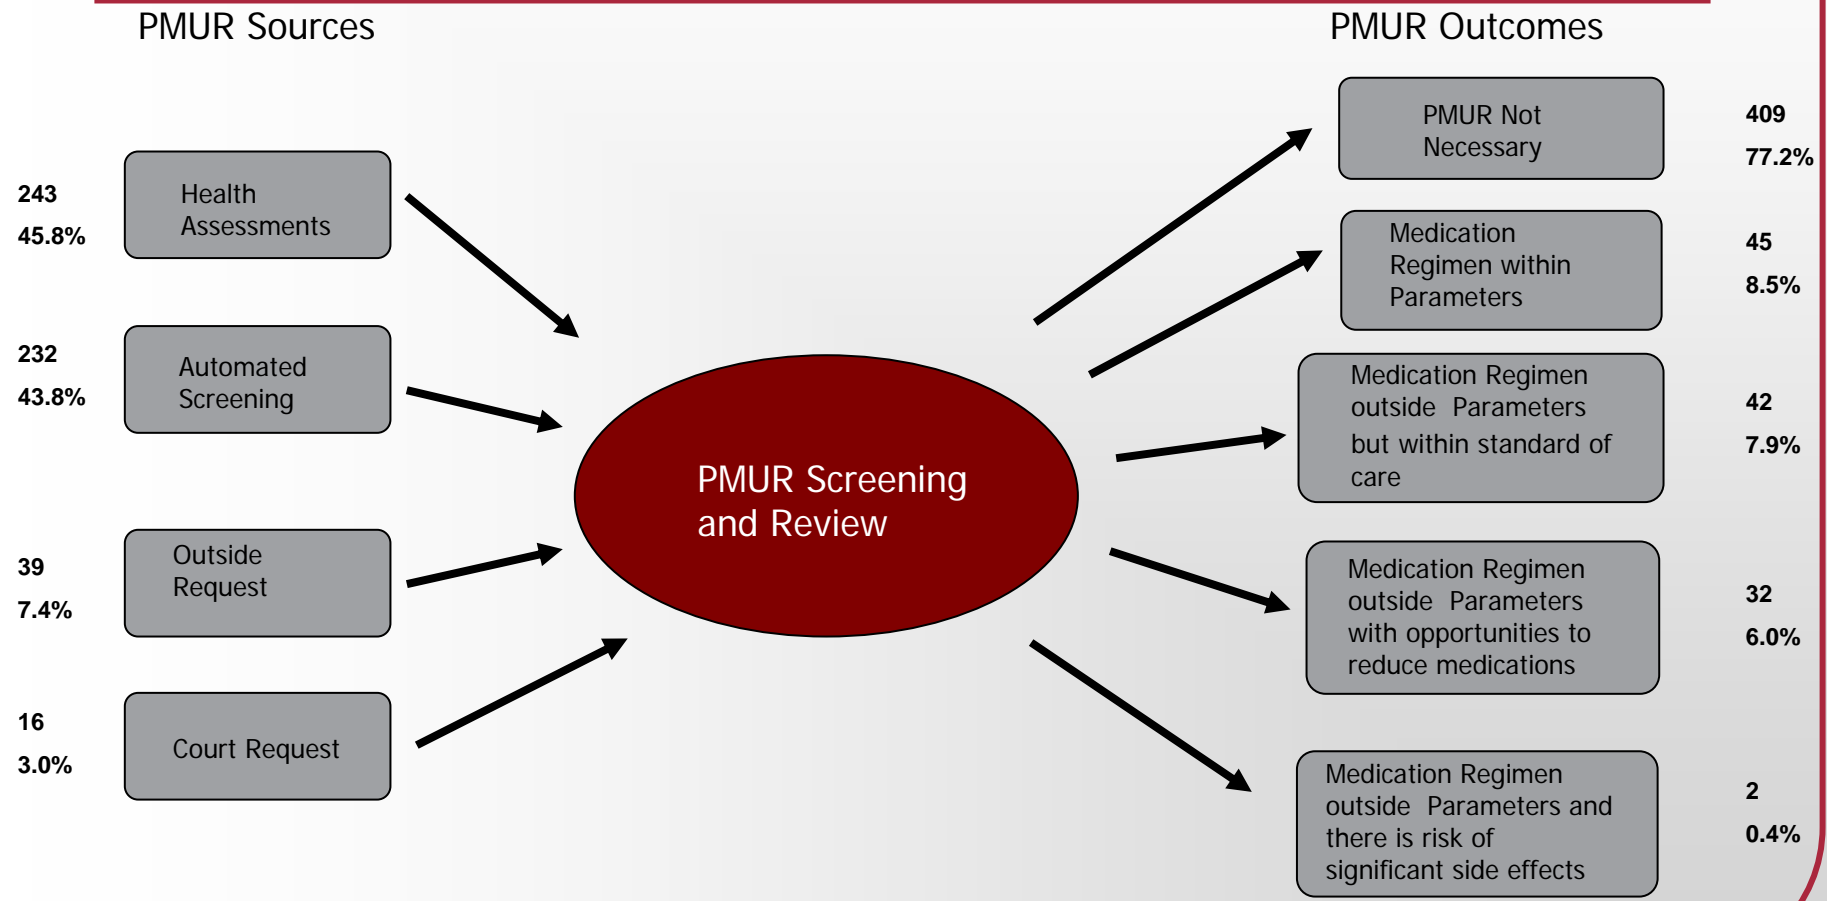 PMUR Sources
PMUR Outcomes
243
45.8%
Health
Assessments
232
43.8%
Automated
Screening
39
7.4%
Outside
Request
16
3.0%
Court Request
PMUR Screening
and Review
PMUR Not
Necessary
409
77.2%
Medication
Regimen within
Parameters
45
8.5%
Medication Regimen
outside Parameters
but within standard of
care
42
7.9%
Medication Regimen
outside Parameters
with opportunities to
reduce medications
32
6.0%
Medication Regimen
outside Parameters and
there is risk of
significant side effects
2
0.4%